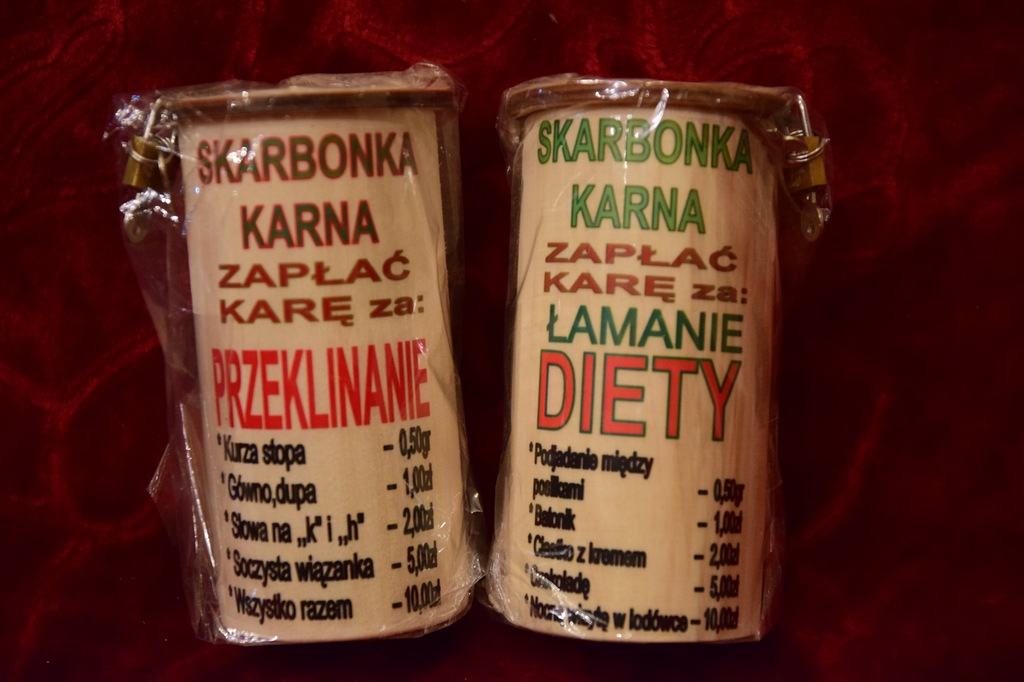 SKARBONKA
KARNA
ZAPŁAĆ
KARĘ za:
PRZEKLINANIE
* Kurza stopa – 0,50gr
* Gówno,dupa – 1,00zł
* Słowa na ,,k" i ,,h" – 2,00zł
* Soczysta wiązanka – 5,00zł
* Wszystko razem – 10,00zł
SKARBONKA
KARNA
ZAPŁAĆ
KARĘ za:
ŁAMANIE
DIETY
* Podjadanie między
posiłkami – 0,50gr
* Batonik – 1,00zł
* Ciastko z kremem – 2,00zł
* Czekoladę – 5,00zł
* Nocną wizytę w lodówce – 10,00zł